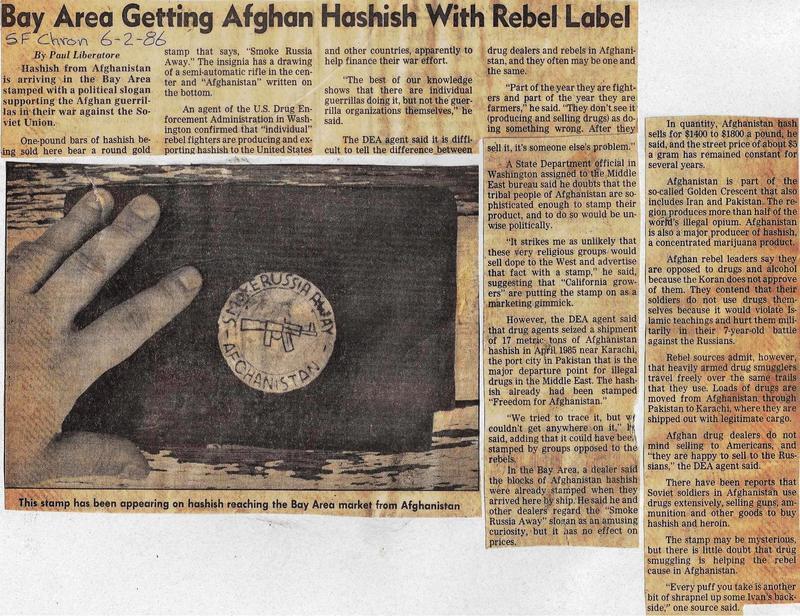 Bay Area Getting Afghan Hashish With Rebel Label
SF Chron 6-2-86
By Paul Liberatore
Hashish from Afghanistan
is arriving in the Bay Area
stamped with a political slogan
supporting the Afghan guerril-
las in their war against the So-
viet Union.
One-pound bars of hashish be-
ing sold here bear a round gold
stamp that says, "Smoke Russia
Away." The insignia has a drawing
of a semi-automatic rifle in the cen-
ter and "Afghanistan" written on
the bottom.
An agent of the U.S. Drug En-
forcement Administration in Wash-
ington confirmed that "individual"
rebel fighters are producing and ex-
porting hashish to the United States
and other countries, apparently to
help finance their war effort.
"The best of our knowledge
shows that there are individual
guerrillas doing it, but not the guer-
rilla organizations themselves," he
said.
The DEA agent said it is diffi-
cult to tell the difference between
drug dealers and rebels in Afghani-
stan, and they often may be one and
the same.
"Part of the year they are fight-
ers and part of the year they are
farmers," he said. "They don't see it
(producing and selling drugs) as do-
ing something wrong. After they
sell it, it's someone else's problem."
A State Department official in
Washington assigned to the Middle
East bureau said he doubts that the
tribal people of Afghanistan are so-
phisticated enough to stamp their
product, and to do so would be un-
wise politically.
"It strikes me as unlikely that
these very religious groups would
sell dope to the West and advertise
that fact with a stamp," he said,
suggesting that "California grow-
ers" are putting the stamp on as a
marketing gimmick.
However, the DEA agent said
that drug agents seized a shipment
of 17 metric tons of Afghanistan
hashish in April 1985 near Karachi,
the port city in Pakistan that is the
major departure point for illegal
drugs in the Middle East. The hash-
ish already had been stamped
"Freedom for Afghanistan."
"We tried to trace it, but we
couldn't get anywhere on it," he
said, adding that it could have been
stamped by groups opposed to the
rebels.
In the Bay Area, a dealer said
the blocks of Afghanistan hashish
were already stamped when they
arrived here by ship. He said he and
other dealers regard the "Smoke
Russia Away" slogan as an amusing
curiosity, but it has no effect on
prices.
In quantity, Afghanistan hash
sells for $1400 to $1800 a pound, he
said, and the street price of about $5
a gram has remained constant for
several years.
Afghanistan is part of the
so-called Golden Crescent that also
includes Iran and Pakistan. The re-
gion produces more than half of the
world's illegal opium. Afghanistan
is also a major producer of hashish,
a concentrated marijuana product.
Afghan rebel leaders say they
are opposed to drugs and alcohol
because the Koran does not approve
of them. They contend that their
soldiers do not use drugs them-
selves because it would violate Is-
lamic teachings and hurt them mili-
tarily in their 7-year-old battle
against the Russians.
Rebel sources admit, however,
that heavily armed drug smugglers
travel freely over the same trails
that they use. Loads of drugs are
moved from Afghanistan through
Pakistan to Karachi, where they are
shipped out with legitimate cargo.
Afghan drug dealers do not
mind selling to Americans, and
"they are happy to sell to the Rus-
sians," the DEA agent said.
There have been reports that
Soviet soldiers in Afghanistan use
drugs extensively, selling guns, am-
munition and other goods to buy
hashish and heroin.
The stamp may be mysterious,
but there is little doubt that drug
smuggling is helping the rebel
cause in Afghanistan.
"Every puff you take is another
bit of shrapnel up some Ivan's back-
side," one source said.
SMOKE RUSSIA AWAY
AFGHANISTAN
This stamp has been appearing on hashish reaching the Bay Area market from Afghanistan